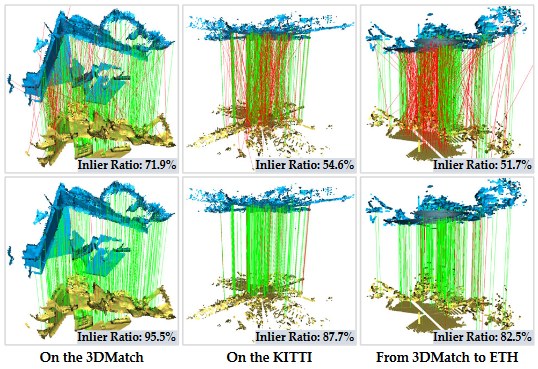 Inlier Ratio: 71.9%
Inlier Ratio: 54.6%
Inlier Ratio: 51.7%
Inlier Ratio: 95.5%
Inlier Ratio: 87.7%
Inlier Ratio: 82.5%
On the 3DMatch
On the KITTI
From 3DMatch to ETH